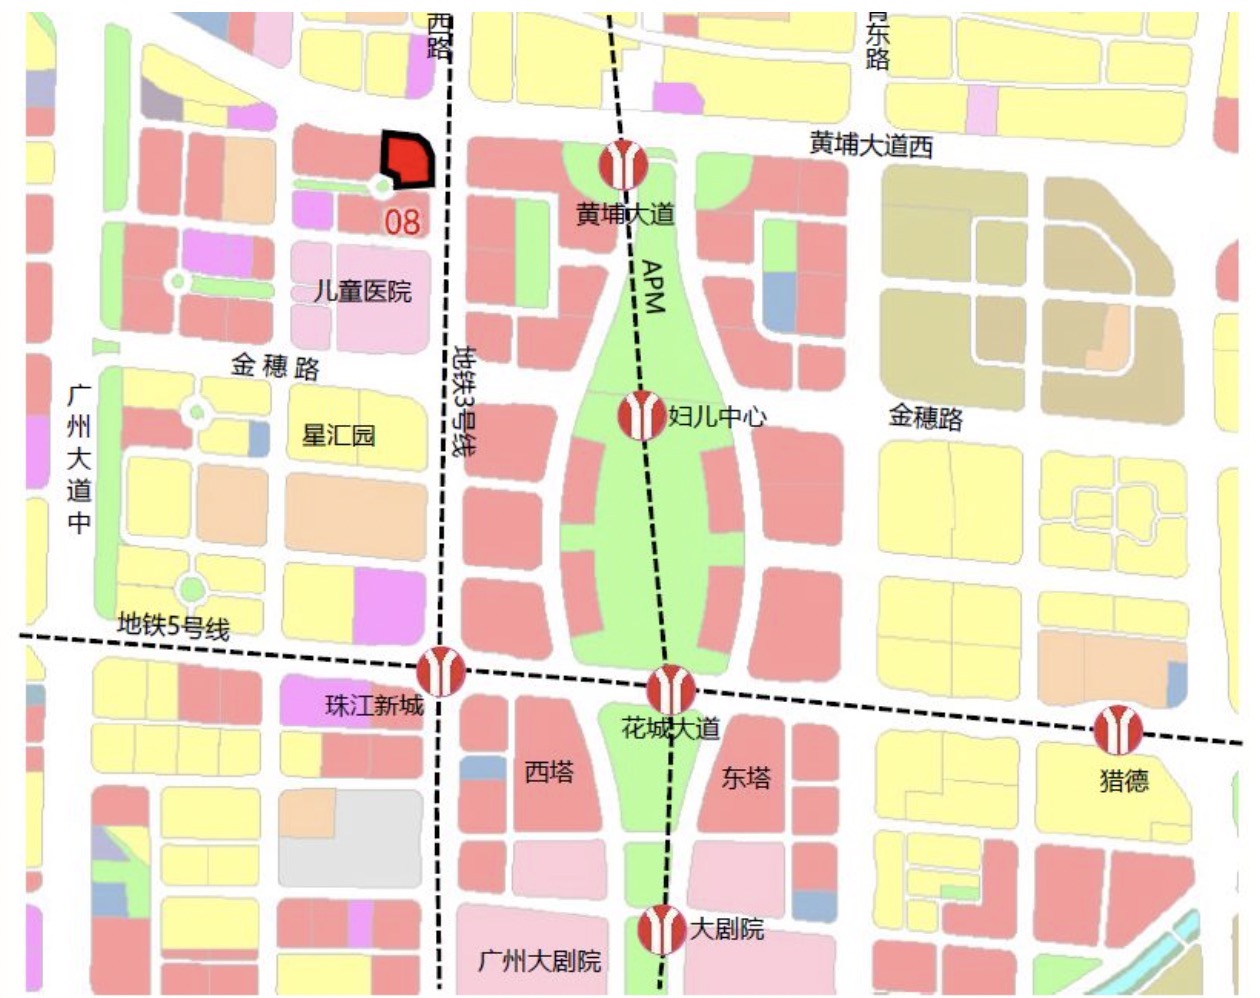 西路
东路
黄埔大道西
黄埔大道
08
APM
儿童医院
金穗路
地铁3号线
广州大道中
妇儿中心
金穗路
星汇园
地铁5号线
珠江新城
花城大道
西塔
东塔
猎德
大剧院
广州大剧院